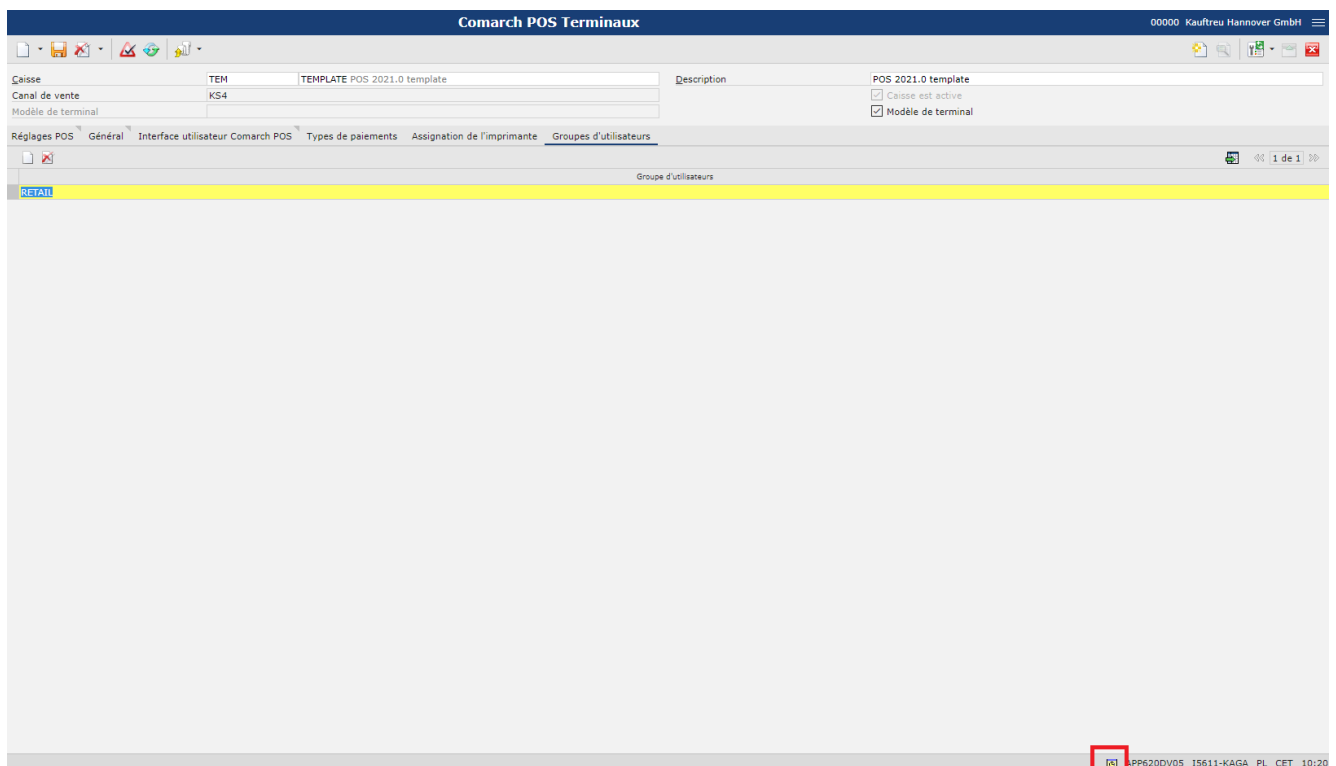 Comarch POS Terminaux
00000 Kauftreu Hannover GmbH
Caisse TEM TEMPLATE POS 2021.0 template Description POS 2021.0 template
Canal de vente KS4 Caisse est active
Modèle de terminal Modèle de terminal
Réglages POS Général Interface utilisateur Comarch POS Types de paiements Assignation de l'imprimante Groupes d'utilisateurs
1 de 1
Groupe d'utilisateurs
RETAIL
APP620DV05 I5611-KAGA PL CET 10:20